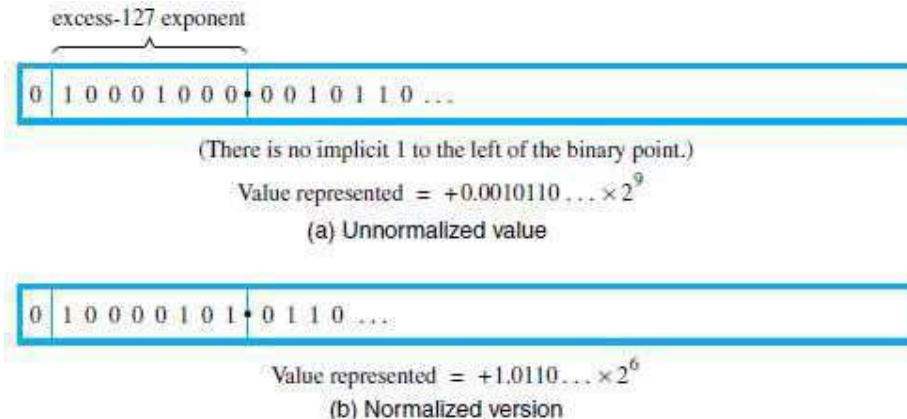 excess-127 exponent
0 1 0 0 0 1 0 0 0 • 0 0 1 0 1 1 0 ...
(There is no implicit 1 to the left of the binary point.)
Value represented = +0.0010110 ... × 2^9
(a) Unnormalized value
0 1 0 0 0 0 1 0 1 • 0 1 1 0 ...
Value represented = +1.0110 ... × 2^6
(b) Normalized version